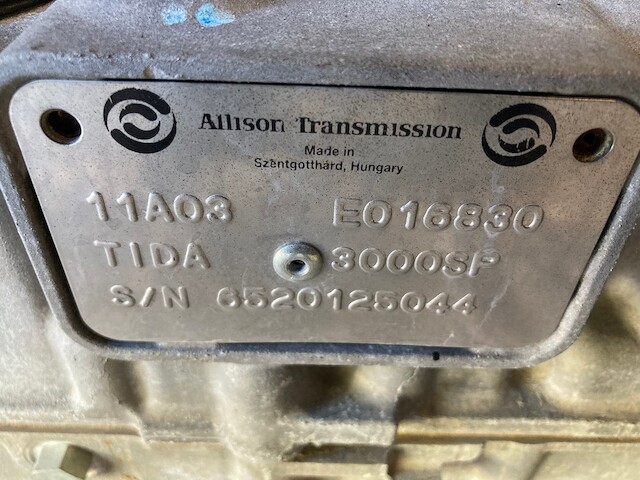 Allison Transmission
Made in
Szentgotthárd, Hungary
11A03 E016830
TIDA 3000SP
S/N 6520125044